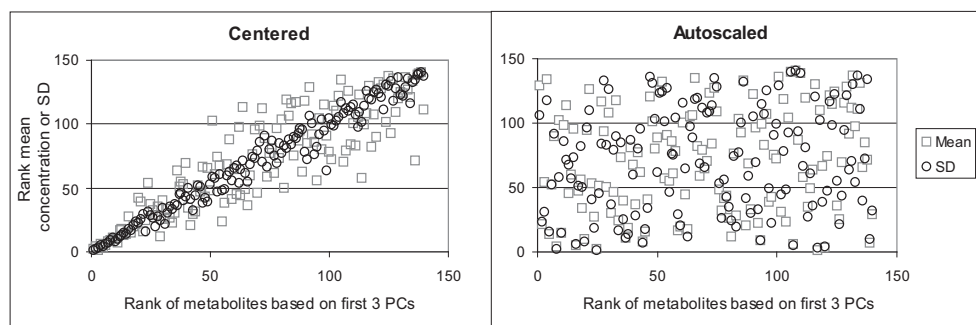 Centered
Rank mean
concentration or SD
150
100
50
0
0
50
100
150
Rank of metabolites based on first 3 PCs
Autoscaled
150
100
50
0
0
50
100
150
Rank of metabolites based on first 3 PCs
Mean
SD